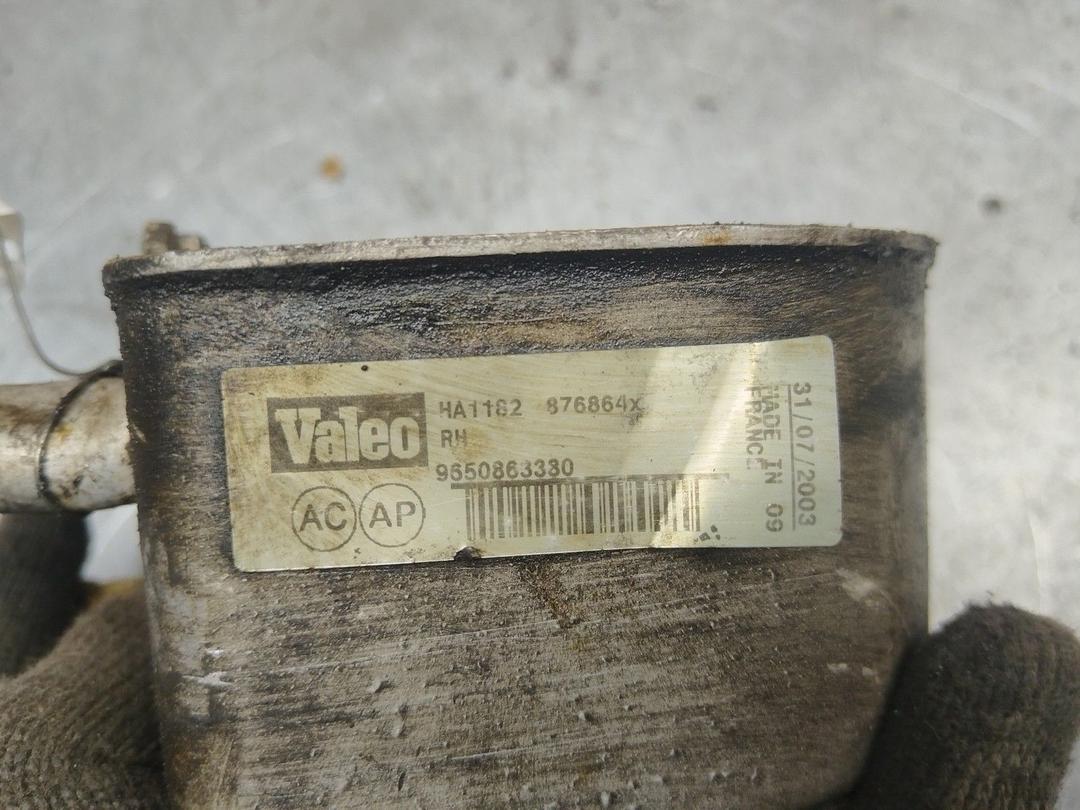 Valeo
HA1182 876864x
RH
9650863380
AC AP
31/07/2003
MADE IN 09
FRANCE